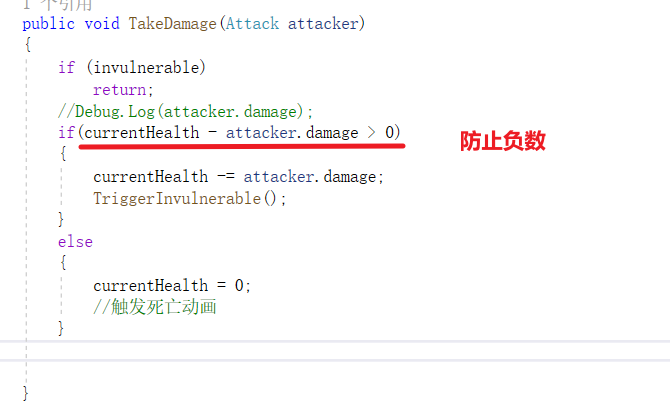 1 个引用
public void TakeDamage(Attack attacker)
{
if (invulnerable)
return;
//Debug.Log(attacker.damage);
if(currentHealth - attacker.damage > 0)
防止负数
{
currentHealth -= attacker.damage;
TriggerInvulnerable();
}
else
{
currentHealth = 0;
//触发死亡动画
}
}